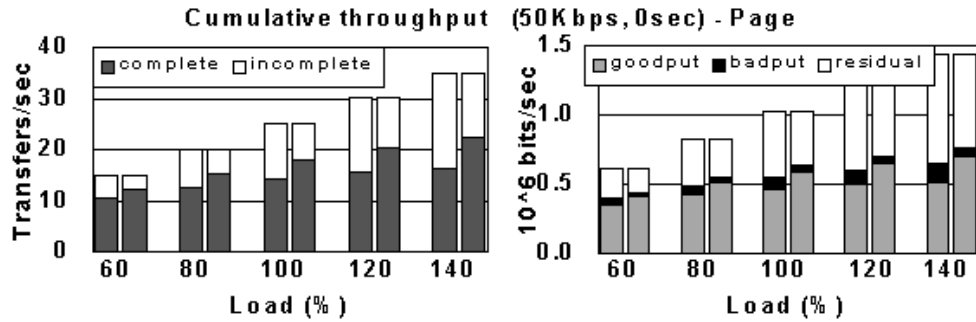 Cumulative throughput (50Kbps, 0sec) - Page
Transfers/sec
40
30
20
10
0
complete incomplete
60 80 100 120 140
Load (%)
10^6 bits/sec
1.5
1.0
0.5
0.0
goodput badput residual
60 80 100 120 140
Load (%)